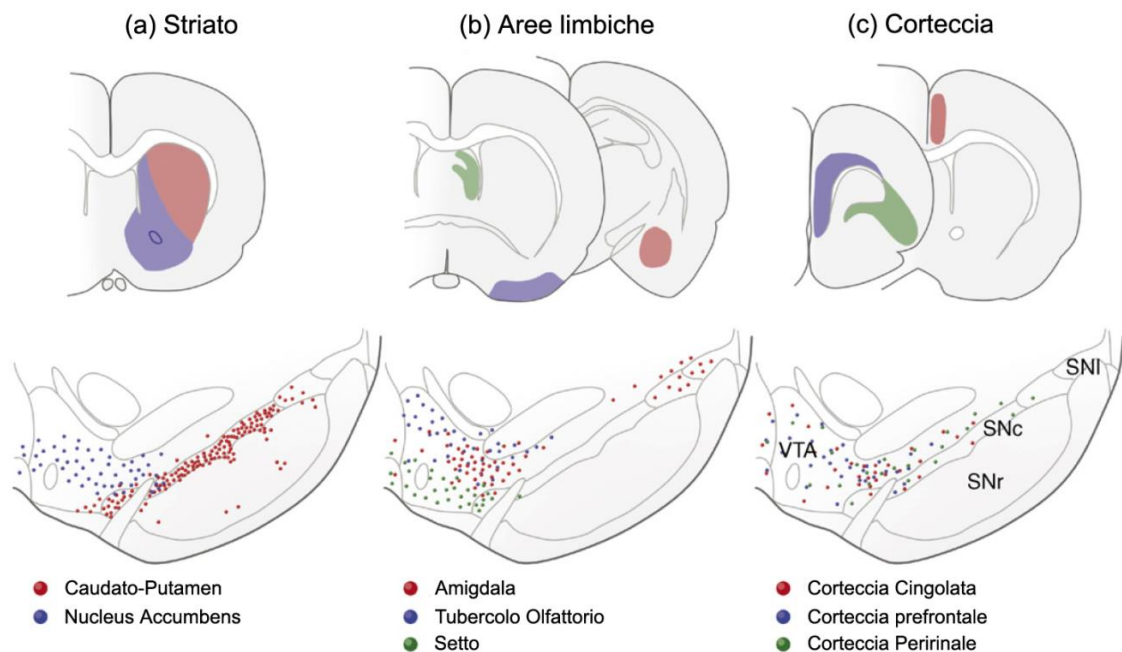 (a) Striato
(b) Aree limbiche
(c) Corteccia
SNl
SNc
VTA
SNr
Caudato-Putamen
Nucleus Accumbens
Amigdala
Tubercolo Olfattorio
Setto
Corteccia Cingolata
Corteccia prefrontale
Corteccia Peririnale